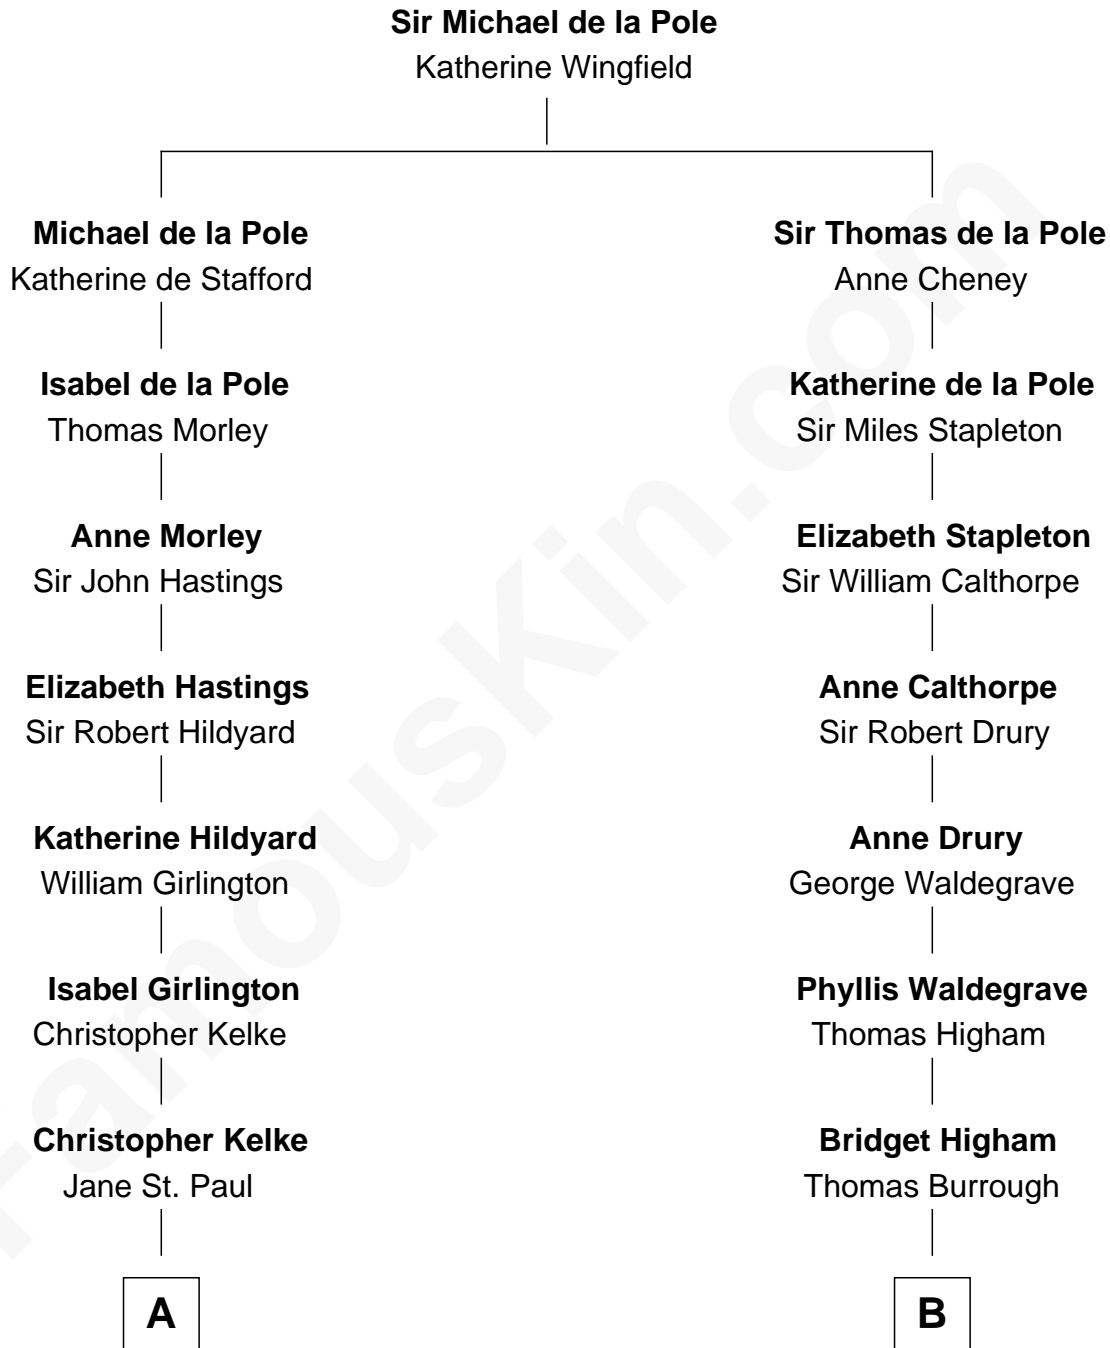 Sir Michael de la Pole
Katherine Wingfield
Michael de la Pole
Katherine de Stafford
Isabel de la Pole
Thomas Morley
Anne Morley
Sir John Hastings
Elizabeth Hastings
Sir Robert Hildyard
Katherine Hildyard
William Girlington
Isabel Girlington
Christopher Kelke
Christopher Kelke
Jane St. Paul
A
Sir Thomas de la Pole
Anne Cheney
Katherine de la Pole
Sir Miles Stapleton
Elizabeth Stapleton
Sir William Calthorpe
Anne Calthorpe
Sir Robert Drury
Anne Drury
George Waldegrave
Phyllis Waldegrave
Thomas Higham
Bridget Higham
Thomas Burrough
B
FamousKin.com